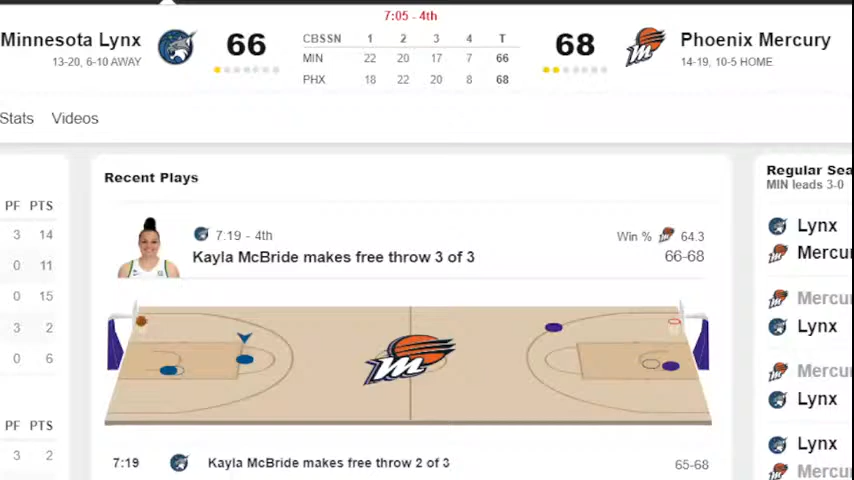 7:05 - 4th
Minnesota Lynx
13-20, 6-10 AWAY
66
CBSSN 1 2 3 4 T
MIN 22 20 17 7 66
PHX 18 22 20 8 68
68
Phoenix Mercury
14-19, 10-5 HOME
Stats Videos
PF PTS
3 14
0 11
0 15
3 2
0 6
PF PTS
3 2
Recent Plays
7:19 - 4th
Kayla McBride makes free throw 3 of 3
Win % 64.3
66-68
7:19 Kayla McBride makes free throw 2 of 3 65-68
Regular Sea
MIN leads 3-0
Lynx
Mercu
Mercu
Lynx
Mercu
Lynx
Lynx
Mercu